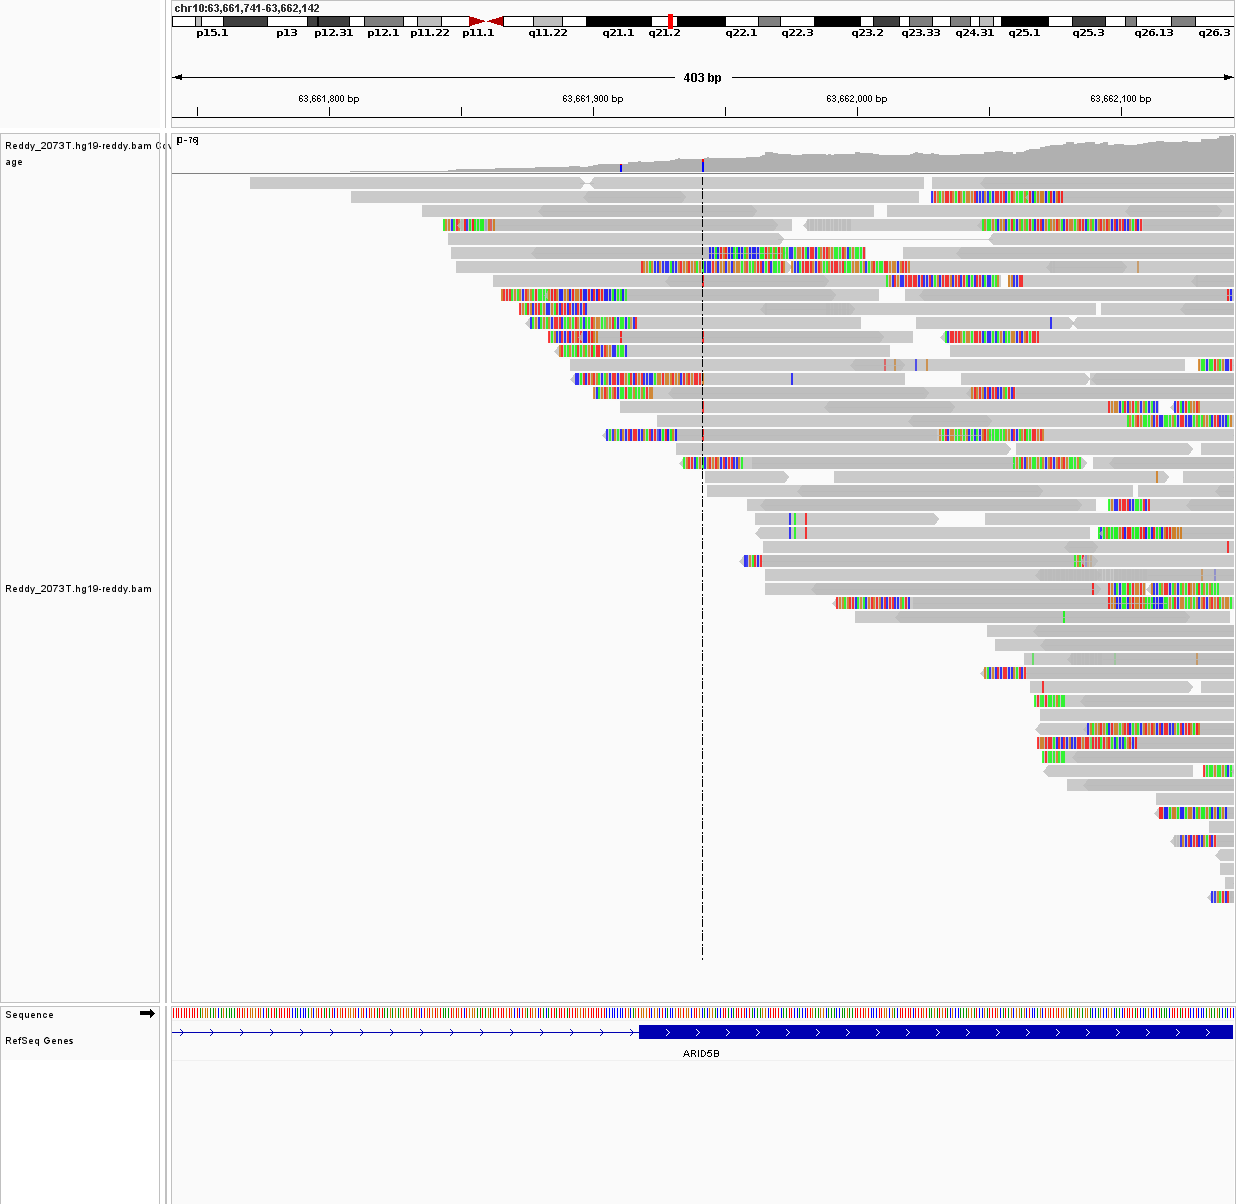 chr10:63,661,741-63,662,142
p15.1 p13 p12.31 p12.1 p11.22 p11.1 q11.22 q21.1 q21.2 q22.1 q22.3 q23.2 q23.33 q24.31 q25.1 q25.3 q26.13 q26.3
403 bp
63,661,800 bp 63,661,900 bp 63,662,000 bp 63,662,100 bp
Reddy_2073T.hg19-reddy.bam Cov
age
[0-76]
Reddy_2073T.hg19-reddy.bam
Sequence
RefSeq Genes
ARID5B